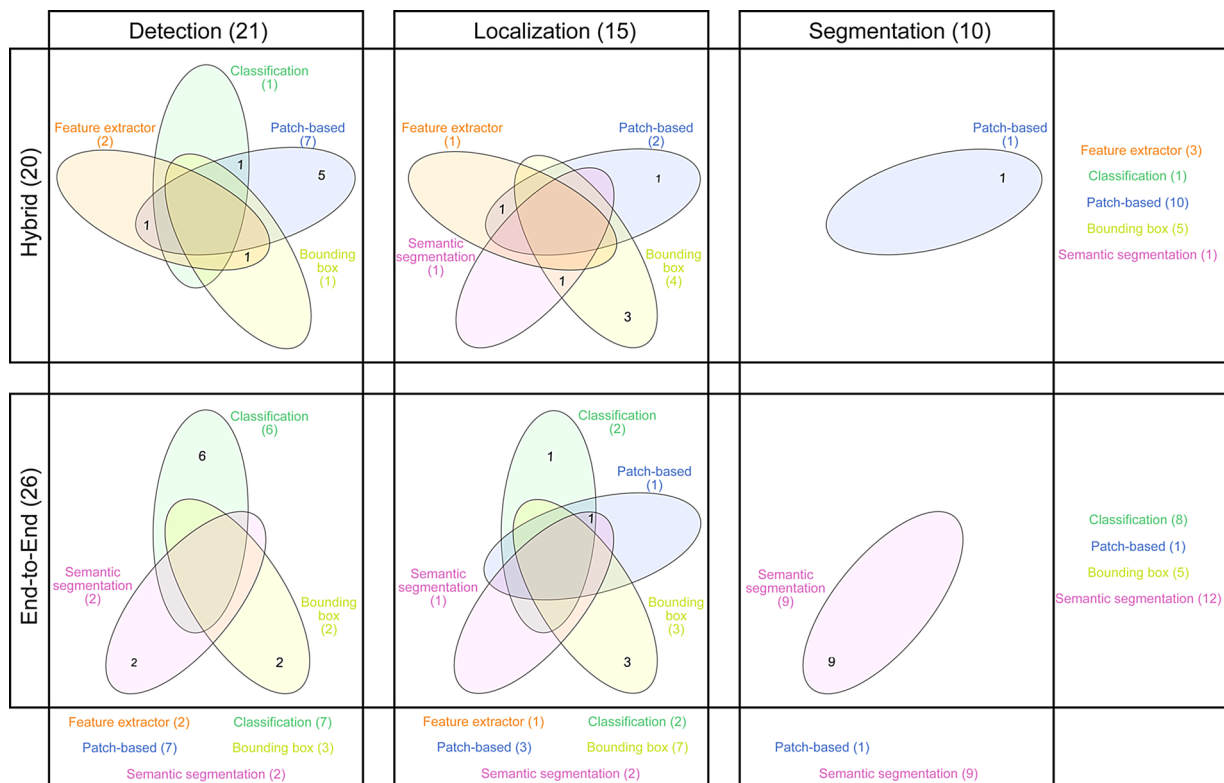 Detection (21)
Localization (15)
Segmentation (10)
Hybrid (20)
Classification
(1)
Feature extractor
(2)
Patch-based
(7)
1
5
1
1
Bounding
box
(1)
Feature extractor
(1)
Patch-based
(2)
1
1
Semantic
segmentation
(1)
Bounding
box
(4)
1
3
Patch-based
(1)
1
Feature extractor (3)
Classification (1)
Patch-based (10)
Bounding box (5)
Semantic segmentation (1)
End-to-End (26)
Classification
(6)
6
Semantic
segmentation
(2)
Bounding
box
(2)
2
2
Classification
(2)
1
Patch-based
(1)
1
Semantic
segmentation
(1)
Bounding
box
(3)
3
Semantic
segmentation
(9)
9
Classification (8)
Patch-based (1)
Bounding box (5)
Semantic segmentation (12)
Feature extractor (2)
Classification (7)
Patch-based (7)
Bounding box (3)
Semantic segmentation (2)
Feature extractor (1)
Classification (2)
Patch-based (3)
Bounding box (7)
Semantic segmentation (2)
Patch-based (1)
Semantic segmentation (9)